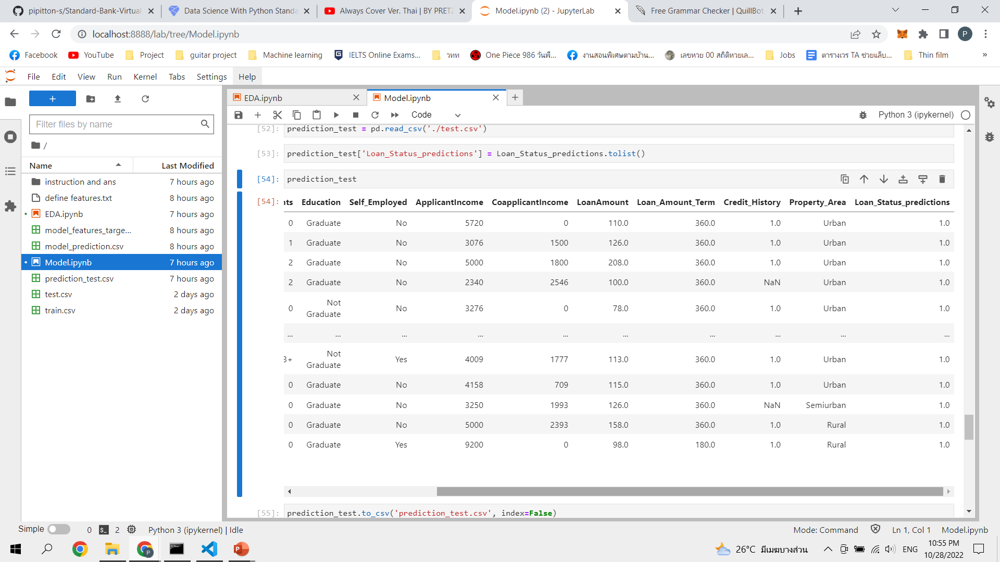 pipitton-s/Standard-Bank-Virtual
Data Science With Python Standa
Always Cover Ver. Thai | BY PRETZ
Model.ipynb (2) - JupyterLab
Free Grammar Checker | QuillBot
localhost:8888/lab/tree/Model.ipynb
P
Facebook YouTube Project guitar project Machine learning IELTS Online Exams... วทท One Piece 986 วันพี... งานสอนพิเศษตามบ้าน... เลขหวย 00 สถิติหวยเล... Jobs ตารางเวร TA ช่วยแล็บ... Thin film »
File Edit View Run Kernel Tabs Settings Help
EDA.ipynb Model.ipynb
Code Python 3 (ipykernel)
Filter files by name
/
Name Last Modified
instruction and ans 7 hours ago
define features.txt 8 hours ago
EDA.ipynb 7 hours ago
model_features_targe... 8 hours ago
model_prediction.csv 8 hours ago
Model.ipynb 7 hours ago
prediction_test.csv 7 hours ago
test.csv 2 days ago
train.csv 2 days ago
[52]: prediction_test = pd.read_csv('./test.csv')
[53]: prediction_test['Loan_Status_predictions'] = Loan_Status_predictions.tolist()
[54]: prediction_test
[54]: nts Education Self_Employed ApplicantIncome CoapplicantIncome LoanAmount Loan_Amount_Term Credit_History Property_Area Loan_Status_predictions
0 Graduate No 5720 0 110.0 360.0 1.0 Urban 1.0
1 Graduate No 3076 1500 126.0 360.0 1.0 Urban 1.0
2 Graduate No 5000 1800 208.0 360.0 1.0 Urban 1.0
2 Graduate No 2340 2546 100.0 360.0 NaN Urban 1.0
0 Not Graduate No 3276 0 78.0 360.0 1.0 Urban 1.0
... ... ... ... ... ... ... ... ... ...
3+ Not Graduate Yes 4009 1777 113.0 360.0 1.0 Urban 1.0
0 Graduate No 4158 709 115.0 360.0 1.0 Urban 1.0
0 Graduate No 3250 1993 126.0 360.0 NaN Semiurban 1.0
0 Graduate No 5000 2393 158.0 360.0 1.0 Rural 1.0
0 Graduate Yes 9200 0 98.0 180.0 1.0 Rural 1.0
[55]: prediction_test.to_csv('prediction_test.csv', index=False)
Simple 0 2 Python 3 (ipykernel) | Idle Mode: Command Ln 1, Col 1 Model.ipynb
26°C มีเมฆบางส่วน ENG 10:55 PM
10/28/2022